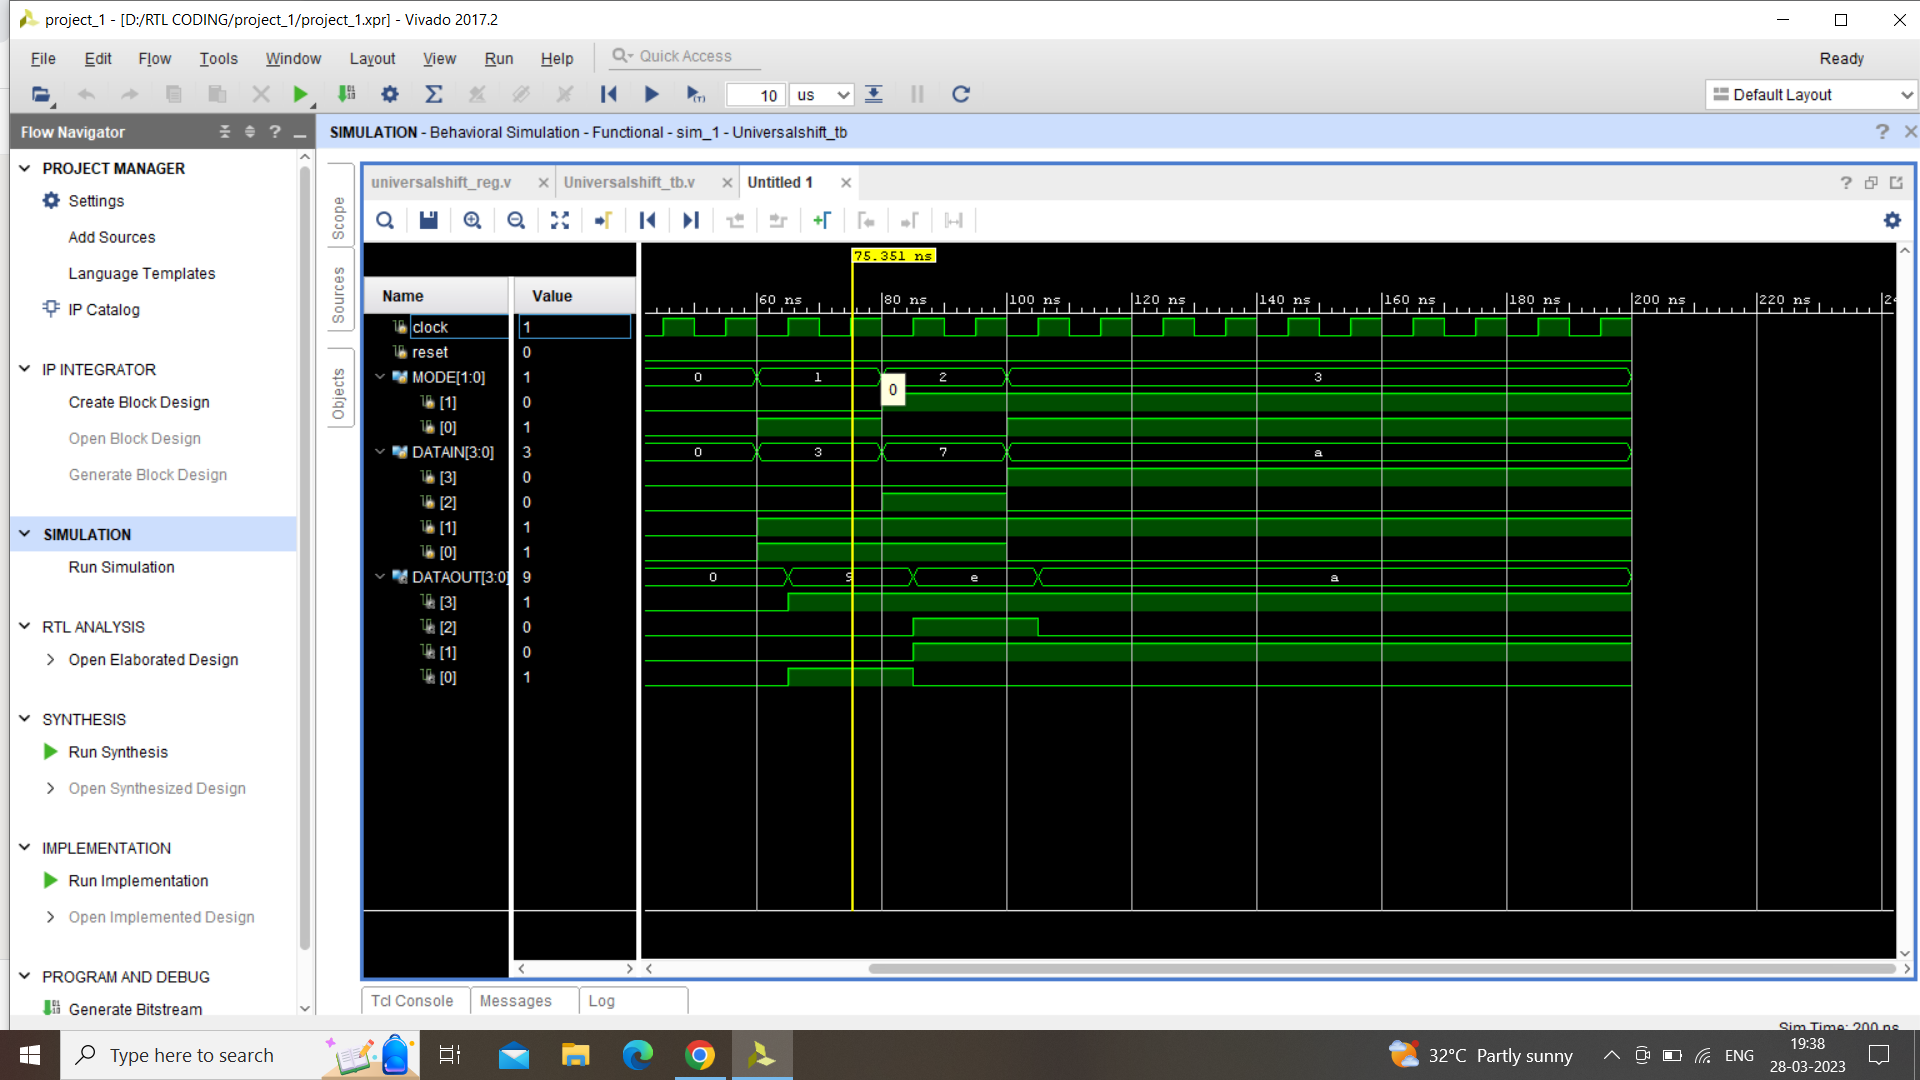 project_1 - [D:/RTL CODING/project_1/project_1.xpr] - Vivado 2017.2
File Edit Flow Tools Window Layout View Run Help Quick Access Ready
10 us Default Layout
Flow Navigator
SIMULATION - Behavioral Simulation - Functional - sim_1 - Universalshift_tb
PROJECT MANAGER
Settings
Add Sources
Language Templates
IP Catalog
IP INTEGRATOR
Create Block Design
Open Block Design
Generate Block Design
SIMULATION
Run Simulation
RTL ANALYSIS
Open Elaborated Design
SYNTHESIS
Run Synthesis
Open Synthesized Design
IMPLEMENTATION
Run Implementation
Open Implemented Design
PROGRAM AND DEBUG
Generate Bitstream
Scope
Sources
Objects
universalshift_reg.v Universalshift_tb.v Untitled 1
75.351 ns
Name Value
60 ns 80 ns 100 ns 120 ns 140 ns 160 ns 180 ns 200 ns 220 ns
clock 1
reset 0
MODE[1:0] 1 0 1 2 3
[1] 0
0
[0] 1
DATAIN[3:0] 3 0 3 7 a
[3] 0
[2] 0
[1] 1
[0] 1
DATAOUT[3:0] 9 0 9 e a
[3] 1
[2] 0
[1] 0
[0] 1
Tcl Console Messages Log
Sim Time: 200 ns
Type here to search
32°C Partly sunny
ENG
19:38
28-03-2023